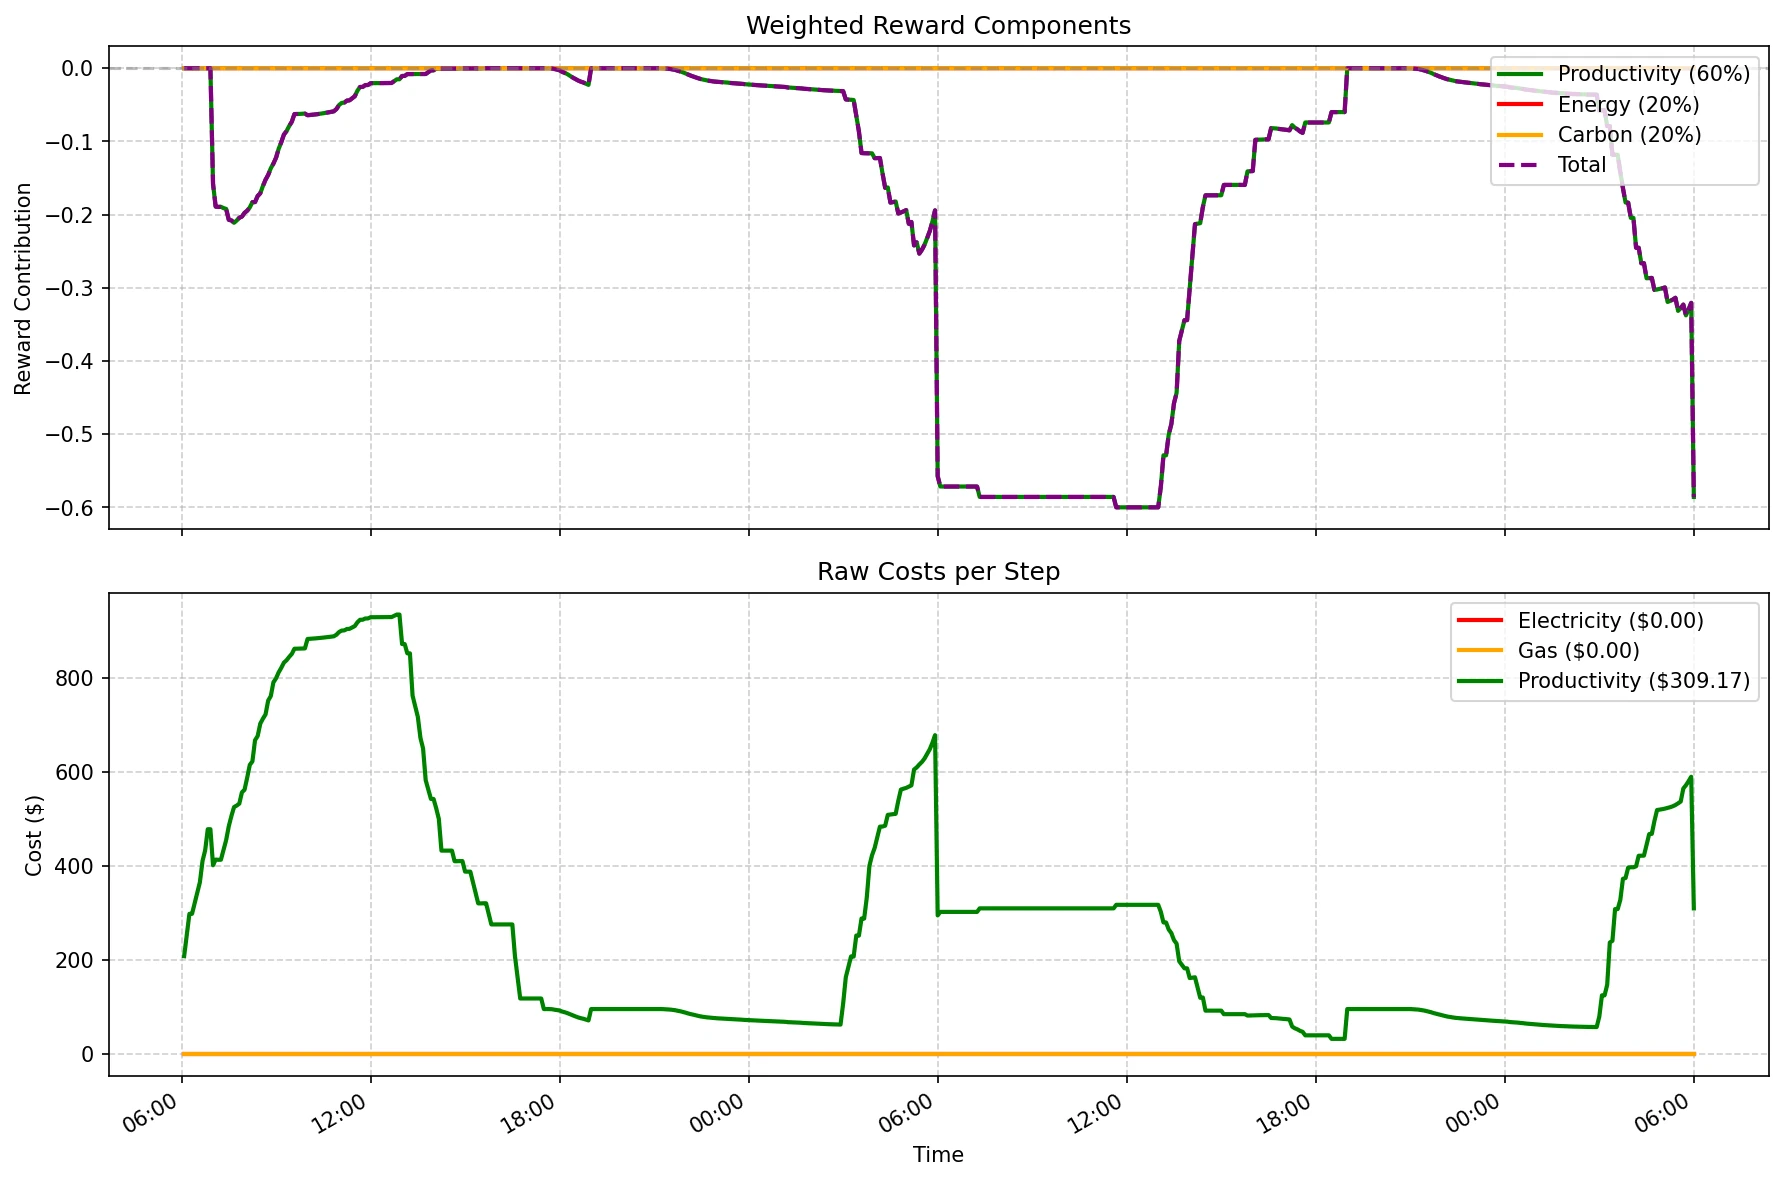 Weighted Reward Components
Reward Contribution
0.0
−0.1
−0.2
−0.3
−0.4
−0.5
−0.6
Productivity (60%)
Energy (20%)
Carbon (20%)
Total
Raw Costs per Step
Cost ($)
800
600
400
200
0
Electricity ($0.00)
Gas ($0.00)
Productivity ($309.17)
06:00 12:00 18:00 00:00 06:00 12:00 18:00 00:00 06:00
Time